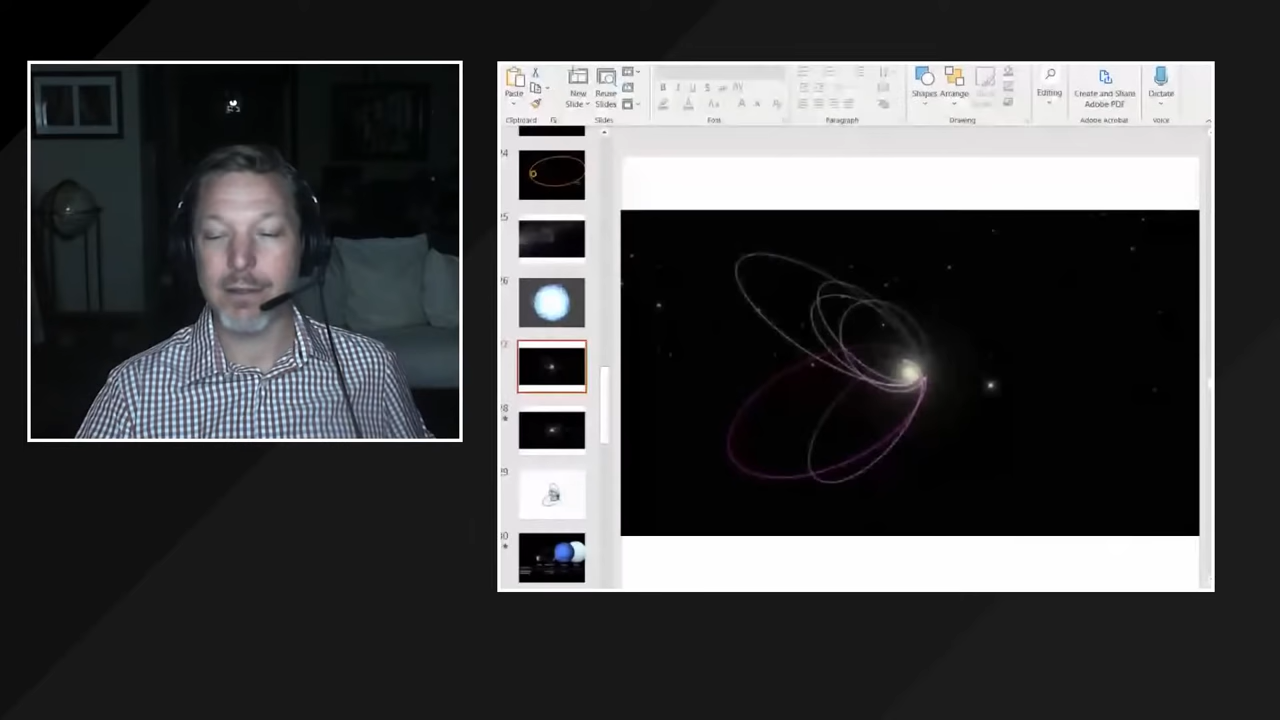 Paste
New
Slide
Reuse
Slides
Shapes
Arrange
Editing
Create and Share
Adobe PDF
Dictate
Clipboard
Slides
Font
Paragraph
Drawing
Adobe Acrobat
Voice
B I U S
Aa
A